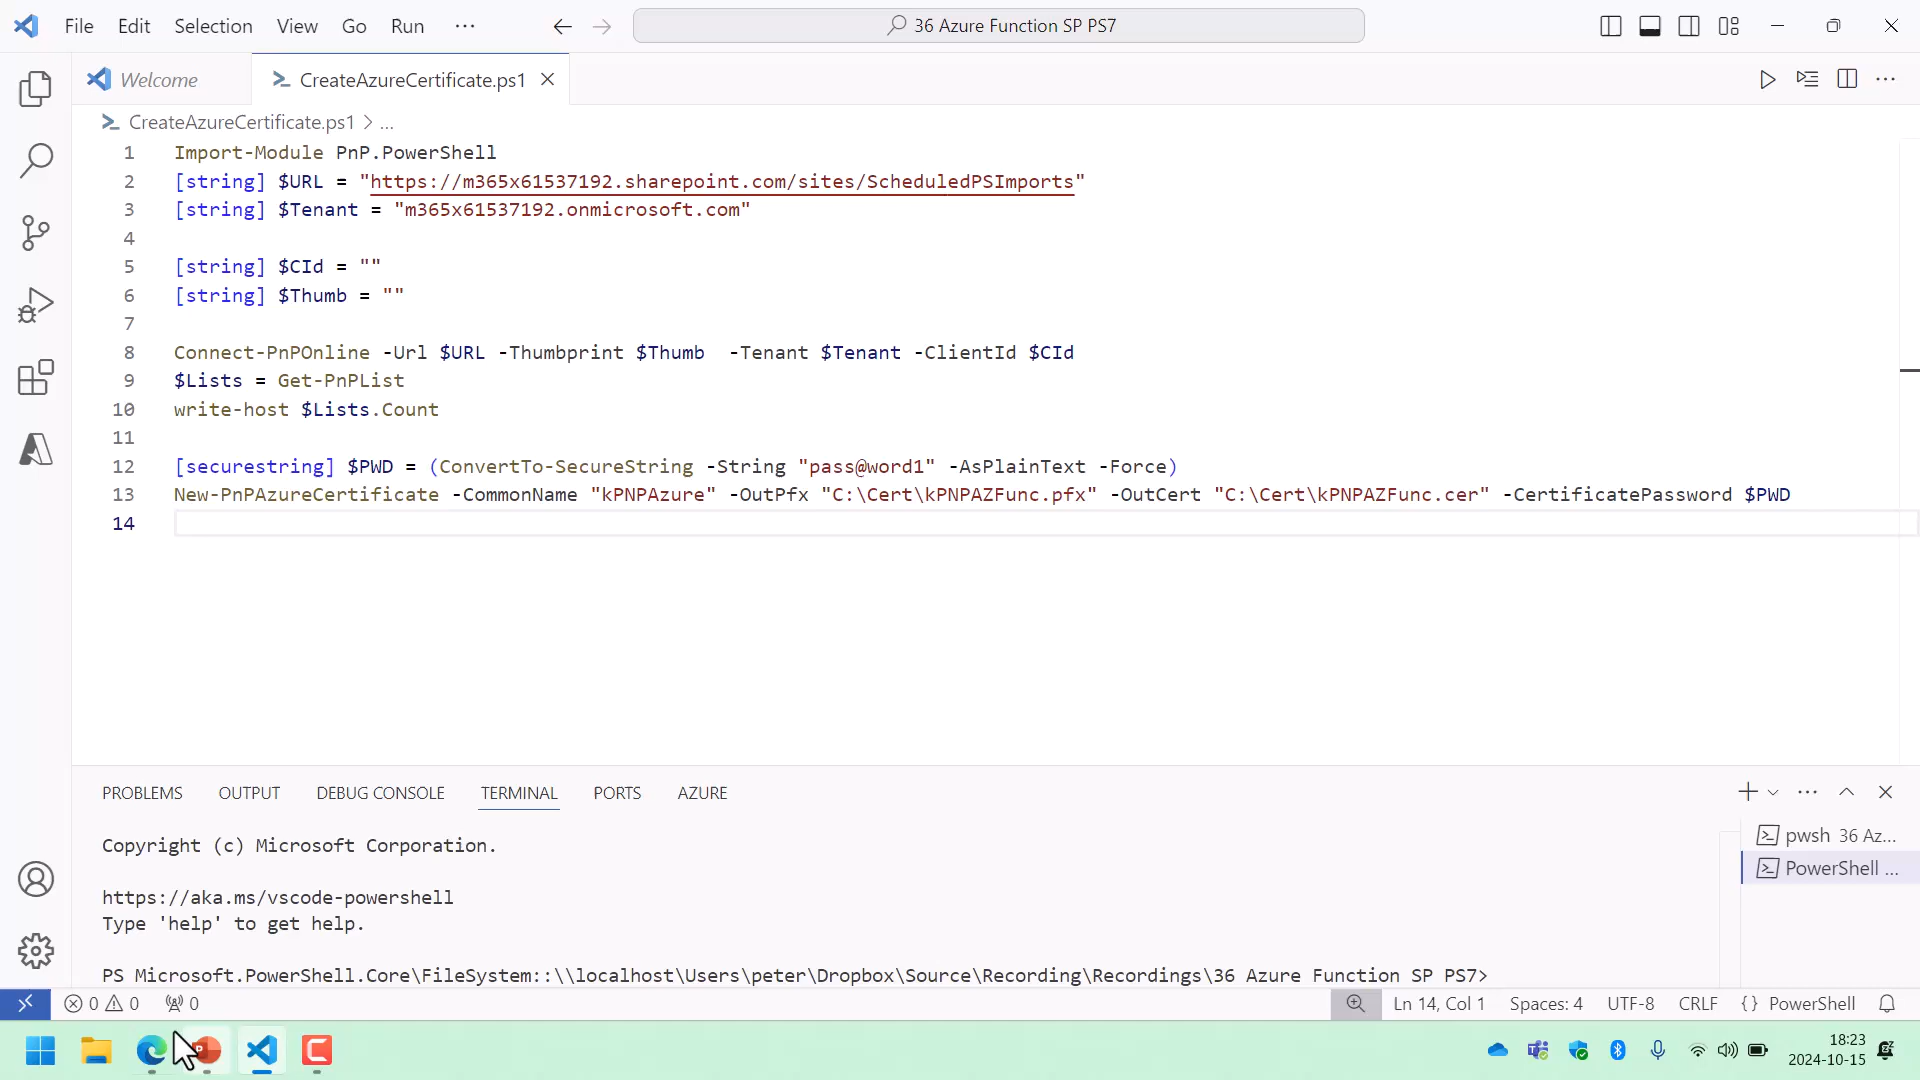 File Edit Selection View Go Run ···
36 Azure Function SP PS7
Welcome
CreateAzureCertificate.ps1
CreateAzureCertificate.ps1 > ...
1 Import-Module PnP.PowerShell
2 [string] $URL = "https://m365x61537192.sharepoint.com/sites/ScheduledPSImports"
3 [string] $Tenant = "m365x61537192.onmicrosoft.com"
4
5 [string] $CId = ""
6 [string] $Thumb = ""
7
8 Connect-PnPOnline -Url $URL -Thumbprint $Thumb  -Tenant $Tenant -ClientId $CId
9 $Lists = Get-PnPList
10 write-host $Lists.Count
11
12 [securestring] $PWD = (ConvertTo-SecureString -String "pass@word1" -AsPlainText -Force)
13 New-PnPAzureCertificate -CommonName "kPNPAzure" -OutPfx "C:\Cert\kPNPAZFunc.pfx" -OutCert "C:\Cert\kPNPAZFunc.cer" -CertificatePassword $PWD
14
PROBLEMS OUTPUT DEBUG CONSOLE TERMINAL PORTS AZURE
Copyright (c) Microsoft Corporation.
https://aka.ms/vscode-powershell
Type 'help' to get help.
PS Microsoft.PowerShell.Core\FileSystem::\\localhost\Users\peter\Dropbox\Source\Recording\Recordings\36 Azure Function SP PS7>
pwsh 36 Az...
PowerShell ...
0 0 0
Ln 14, Col 1 Spaces: 4 UTF-8 CRLF {} PowerShell
18:23
2024-10-15